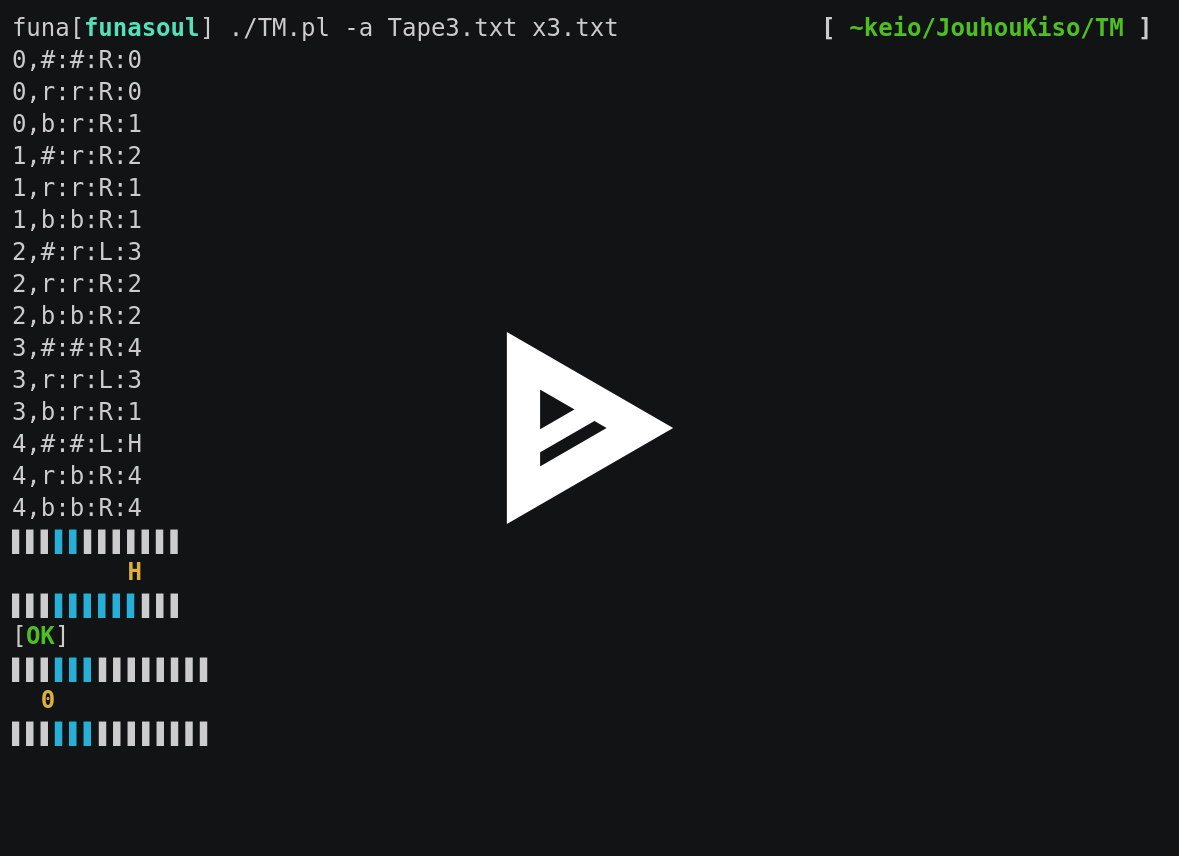 funa[funasoul] ./TM.pl -a Tape3.txt x3.txt [ ~keio/JouhouKiso/TM ]
0,#:#:R:0
0,r:r:R:0
0,b:r:R:1
1,#:r:R:2
1,r:r:R:1
1,b:b:R:1
2,#:r:L:3
2,r:r:R:2
2,b:b:R:2
3,#:#:R:4
3,r:r:L:3
3,b:r:R:1
4,#:#:L:H
4,r:b:R:4
4,b:b:R:4
▌▌▌▌▌▌▌▌▌▌▌▌
H
▌▌▌▌▌▌▌▌▌▌▌▌
[OK]
▌▌▌▌▌▌▌▌▌▌▌▌▌▌
0
▌▌▌▌▌▌▌▌▌▌▌▌▌▌